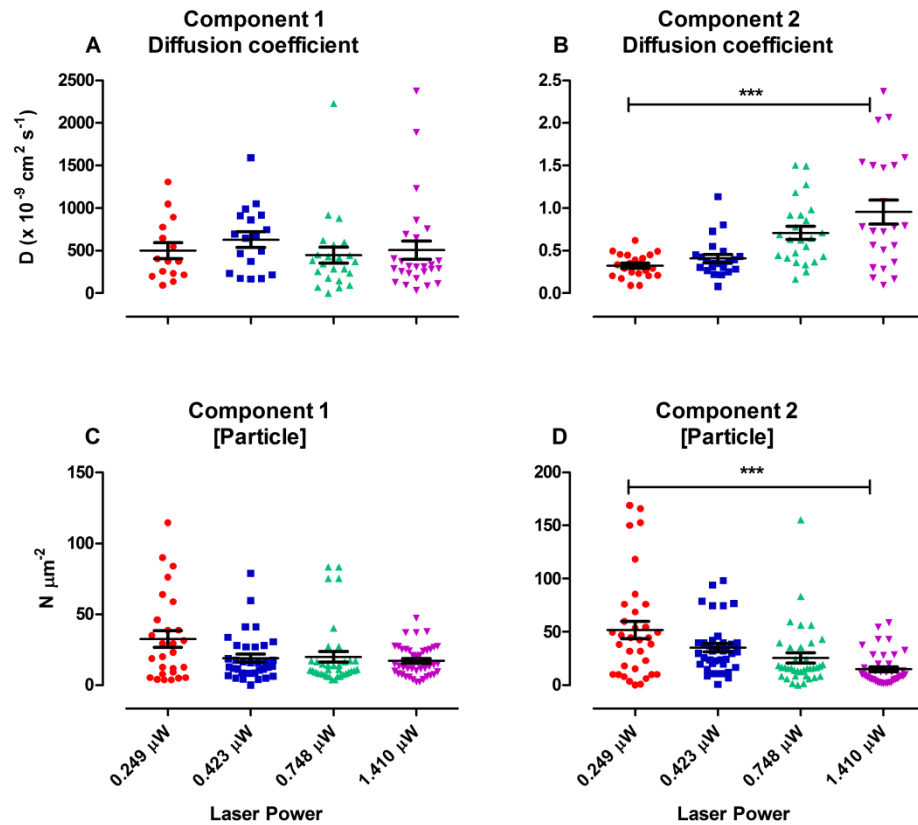 Component 1
A Diffusion coefficient
D (x 10⁻⁹ cm² s⁻¹)
2500
2000
1500
1000
500
0
Component 2
B Diffusion coefficient
***
2.5
2.0
1.5
1.0
0.5
0.0
Component 1
C [Particle]
N μm⁻²
150
100
50
0
0.249 μW
0.423 μW
0.748 μW
1.410 μW
Laser Power
Component 2
D [Particle]
***
200
150
100
50
0
0.249 μW
0.423 μW
0.748 μW
1.410 μW
Laser Power